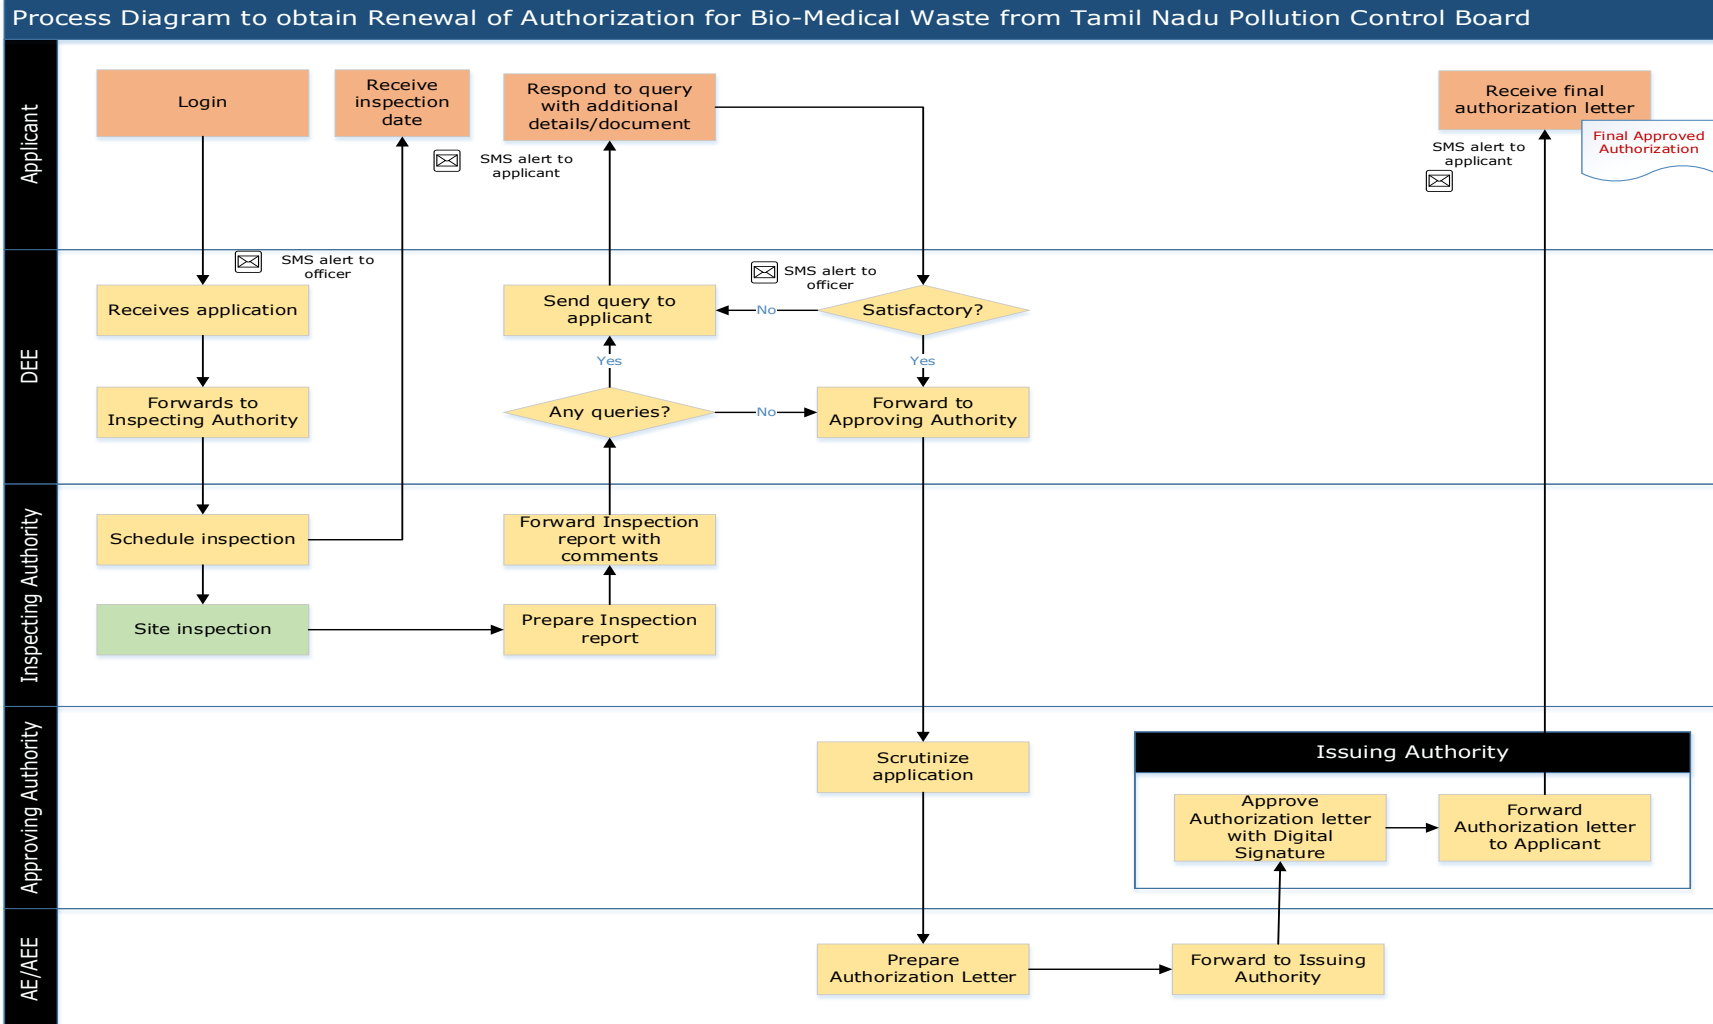 Process Diagram to obtain Renewal of Authorization for Bio-Medical Waste from Tamil Nadu Pollution Control Board
Applicant
Login
Receive
inspection
date
Respond to query
with additional
details/document
Receive final
authorization letter
Final Approved
Authorization
SMS alert to
applicant
SMS alert to
applicant
DEE
SMS alert to
officer
SMS alert to
officer
Receives application
Send query to
applicant
No
Satisfactory?
Yes
Yes
Forwards to
Inspecting Authority
Any queries?
No
Forward to
Approving Authority
Inspecting Authority
Schedule inspection
Forward Inspection
report with
comments
Site inspection
Prepare Inspection
report
Approving Authority
Scrutinize
application
Issuing Authority
Approve
Authorization letter
with Digital
Signature
Forward
Authorization letter
to Applicant
AE/AEE
Prepare
Authorization Letter
Forward to Issuing
Authority